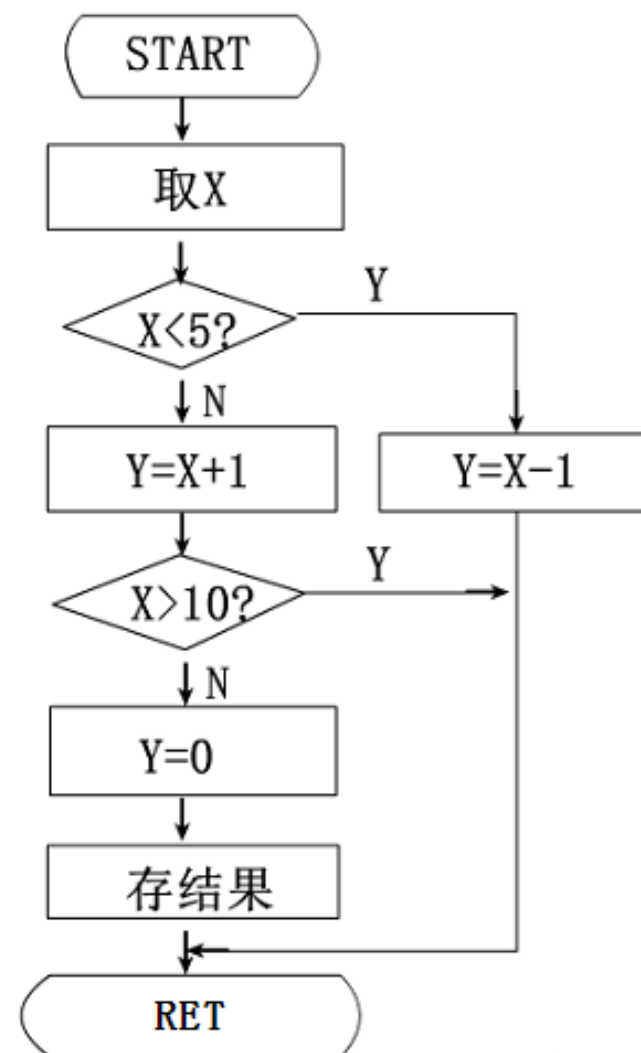 START
取X
X<5?
Y
N
Y=X+1
Y=X-1
X>10?
Y
N
Y=0
存结果
RET